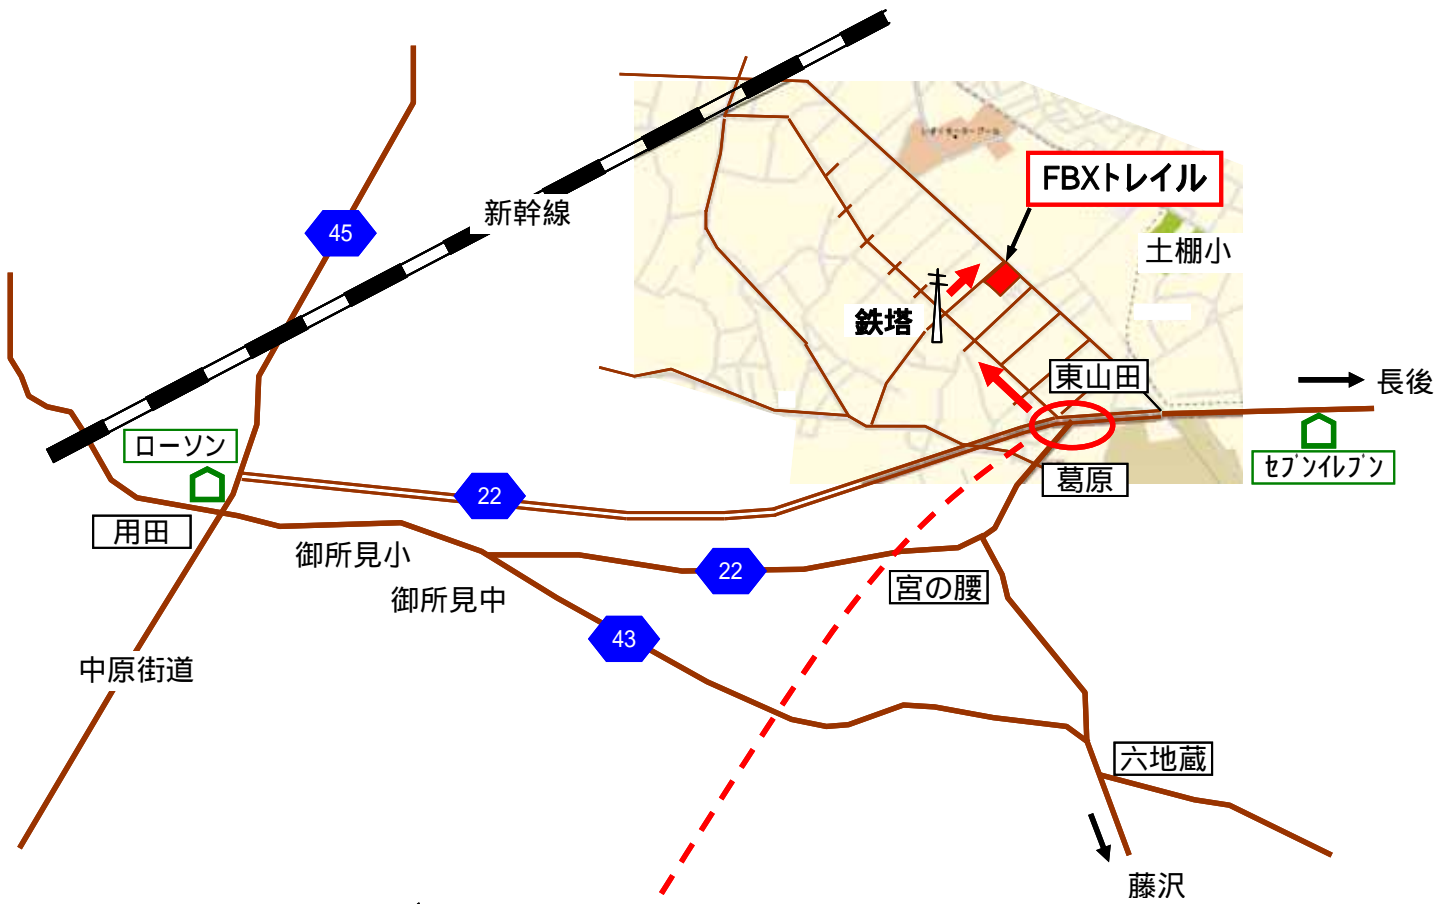 FBXトレイル
新幹線
45
土棚小
鉄塔
東山田
長後
ローソン
セブンイレブン
葛原
22
用田
御所見小
22
宮の腰
御所見中
43
中原街道
六地蔵
藤沢